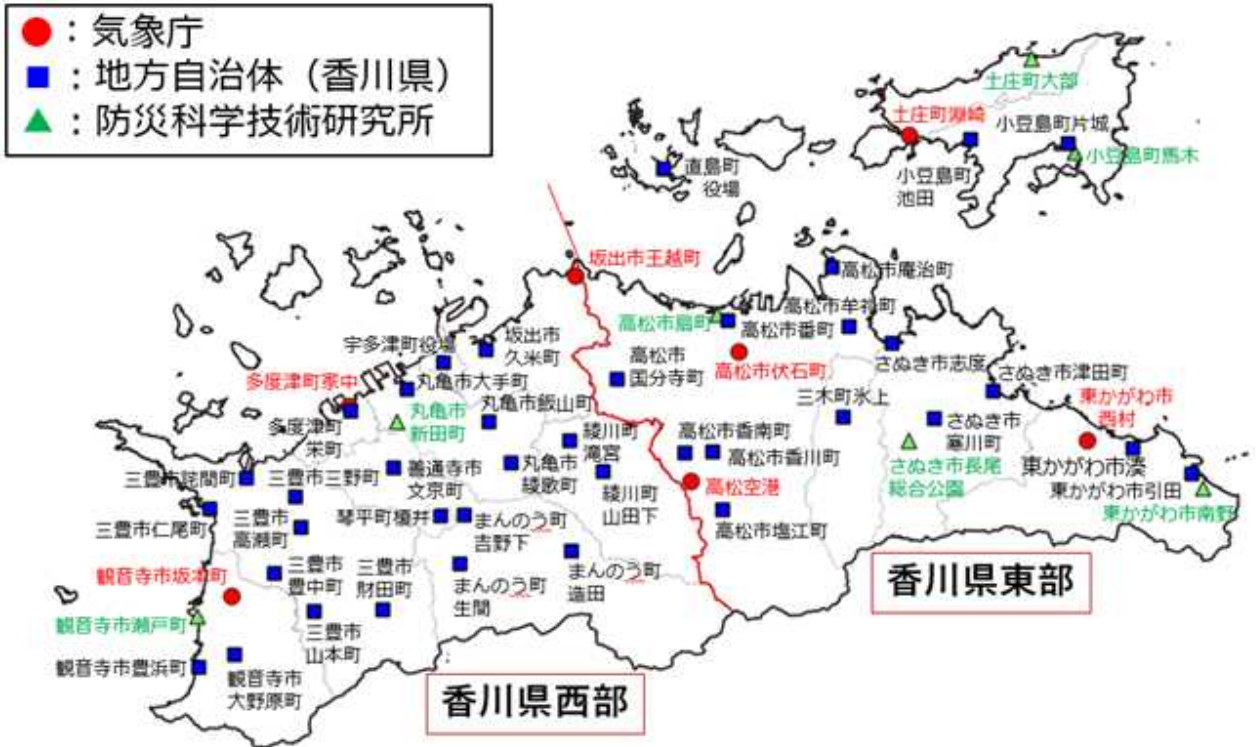 ：気象庁
：地方自治体（香川県）
：防災科学技術研究所
土庄町大部
土庄町淵崎
小豆島町片城
小豆島町馬木
小豆島町
池田
直島町
役場
坂出市王越町
高松市庵治町
高松市扇町
高松市牟礼町
高松市番町
宇多津町役場
坂出市
久米町
高松市
国分寺町
高松市伏石町
さぬき市志度
さぬき市津田町
多度津町家中
丸亀市大手町
丸亀市飯山町
三木町氷上
東かがわ市
西村
多度津町
栄町
丸亀市
新田町
綾川町
滝宮
高松市香南町
高松市香川町
さぬき市
寒川町
さぬき市長尾
総合公園
東かがわ市湊
東かがわ市引田
東かがわ市南野
三豊市詫間町
三豊市三野町
善通寺市
文京町
丸亀市
綾歌町
綾川町
山田下
高松空港
高松市塩江町
三豊市仁尾町
三豊市
高瀬町
琴平町榎井
まんのう町
吉野下
観音寺市坂本町
三豊市
豊中町
三豊市
財田町
まんのう町
生間
まんのう町
造田
香川県東部
観音寺市瀬戸町
三豊市
山本町
観音寺市豊浜町
観音寺市
大野原町
香川県西部